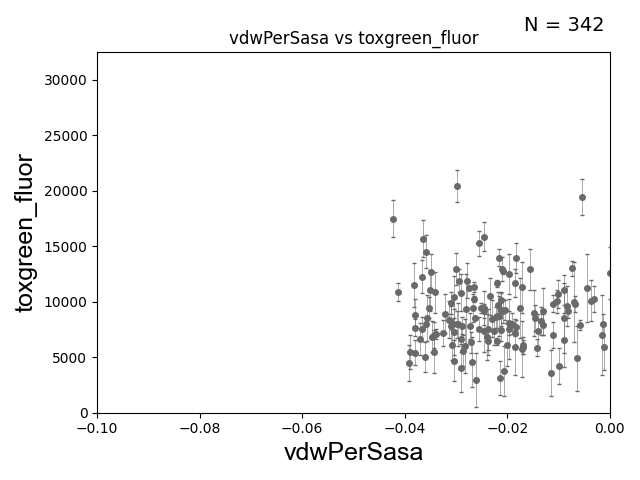 N = 342
vdwPerSasa vs toxgreen_fluor
30000
25000
20000
15000
10000
5000
0
toxgreen_fluor
−0.10 −0.08 −0.06 −0.04 −0.02 0.00
vdwPerSasa